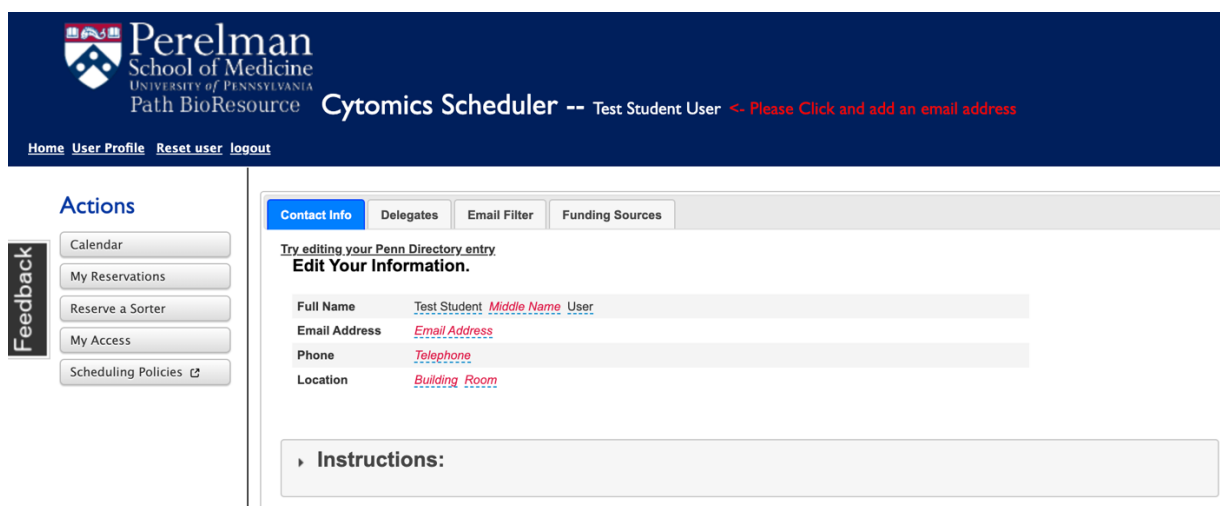 Perelman
School of Medicine
UNIVERSITY of PENNSYLVANIA
Path BioResource
Cytomics Scheduler -- Test Student User <- Please Click and add an email address
Home User Profile Reset user logout
Actions
Calendar
My Reservations
Reserve a Sorter
My Access
Scheduling Policies
Feedback
Contact Info Delegates Email Filter Funding Sources
Try editing your Penn Directory entry
Edit Your Information.
Full Name Test Student Middle Name User
Email Address Email Address
Phone Telephone
Location Building Room
Instructions: